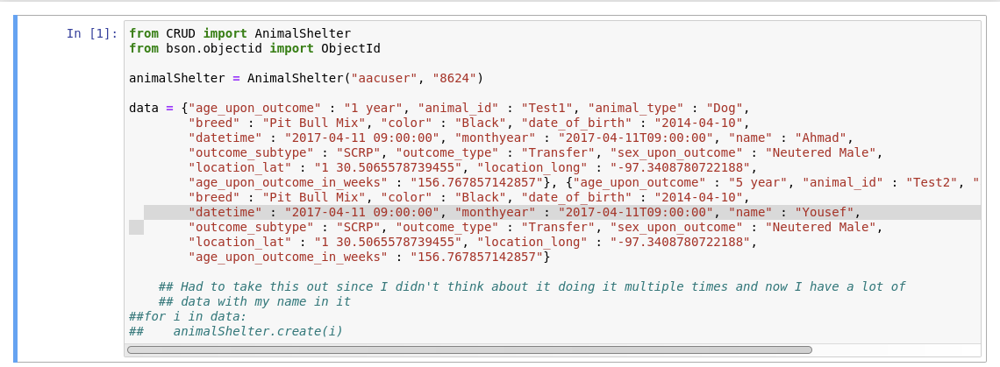 In [1]: from CRUD import AnimalShelter
from bson.objectid import ObjectId
animalShelter = AnimalShelter("aacuser", "8624")
data = {"age_upon_outcome" : "1 year", "animal_id" : "Test1", "animal_type" : "Dog",
"breed" : "Pit Bull Mix", "color" : "Black", "date_of_birth" : "2014-04-10",
"datetime" : "2017-04-11 09:00:00", "monthyear" : "2017-04-11T09:00:00", "name" : "Ahmad",
"outcome_subtype" : "SCRP", "outcome_type" : "Transfer", "sex_upon_outcome" : "Neutered Male",
"location_lat" : "1 30.5065578739455", "location_long" : "-97.3408780722188",
"age_upon_outcome_in_weeks" : "156.767857142857"}, {"age_upon_outcome" : "5 year", "animal_id" : "Test2", "
"breed" : "Pit Bull Mix", "color" : "Black", "date_of_birth" : "2014-04-10",
"datetime" : "2017-04-11 09:00:00", "monthyear" : "2017-04-11T09:00:00", "name" : "Yousef",
"outcome_subtype" : "SCRP", "outcome_type" : "Transfer", "sex_upon_outcome" : "Neutered Male",
"location_lat" : "1 30.5065578739455", "location_long" : "-97.3408780722188",
"age_upon_outcome_in_weeks" : "156.767857142857"}
## Had to take this out since I didn't think about it doing it multiple times and now I have a lot of
## data with my name in it
##for i in data:
##    animalShelter.create(i)